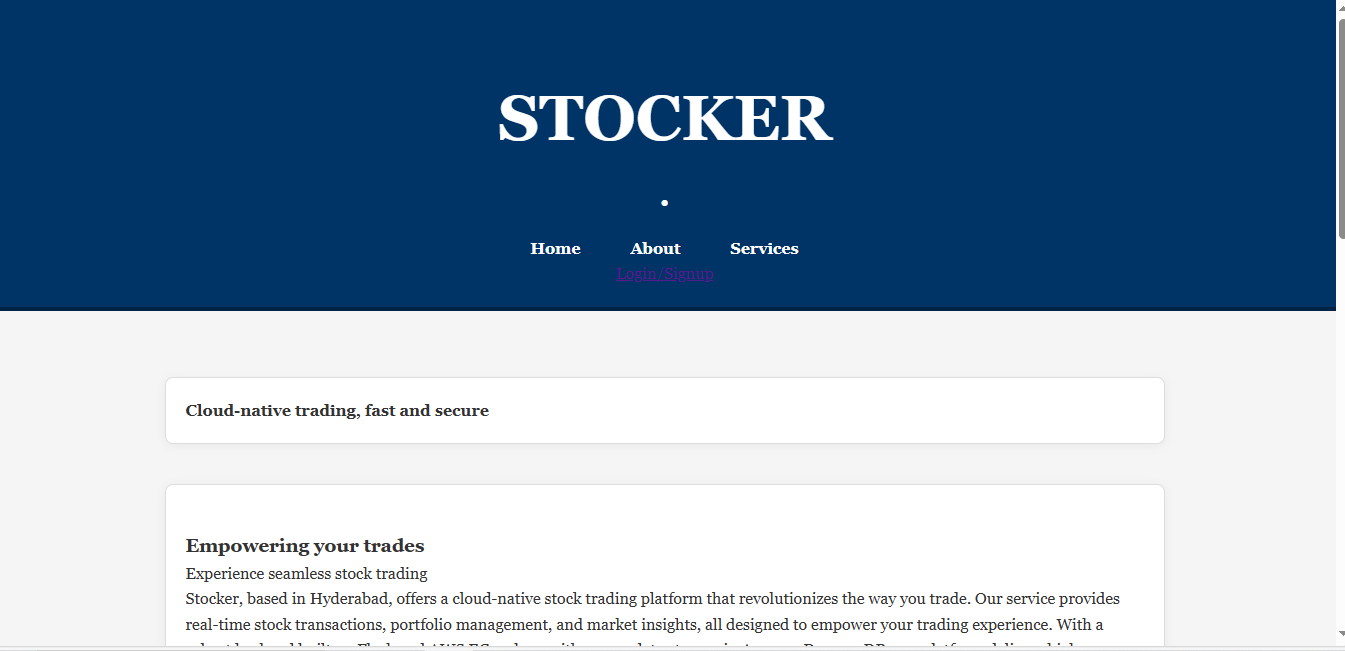 STOCKER
.
Home About Services
Login/Signup
Cloud-native trading, fast and secure
Empowering your trades
Experience seamless stock trading
Stocker, based in Hyderabad, offers a cloud-native stock trading platform that revolutionizes the way you trade. Our service provides
real-time stock transactions, portfolio management, and market insights, all designed to empower your trading experience. With a